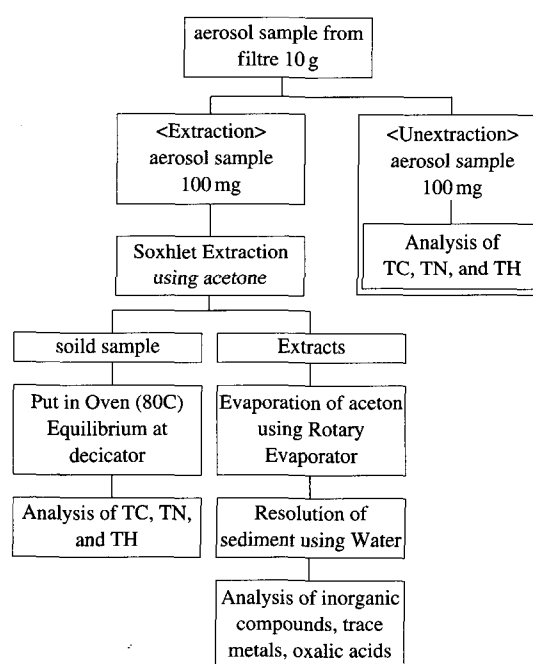 aerosol sample from
filtre 10 g
<Extraction>
aerosol sample
100 mg
<Unextraction>
aerosol sample
100 mg
Analysis of
TC, TN, and TH
Soxhlet Extraction
using acetone
soild sample
Extracts
Put in Oven (80C)
Equilibrium at
decicator
Evaporation of aceton
using Rotary
Evaporator
Analysis of TC, TN,
and TH
Resolution of
sediment using Water
Analysis of inorganic
compounds, trace
metals, oxalic acids